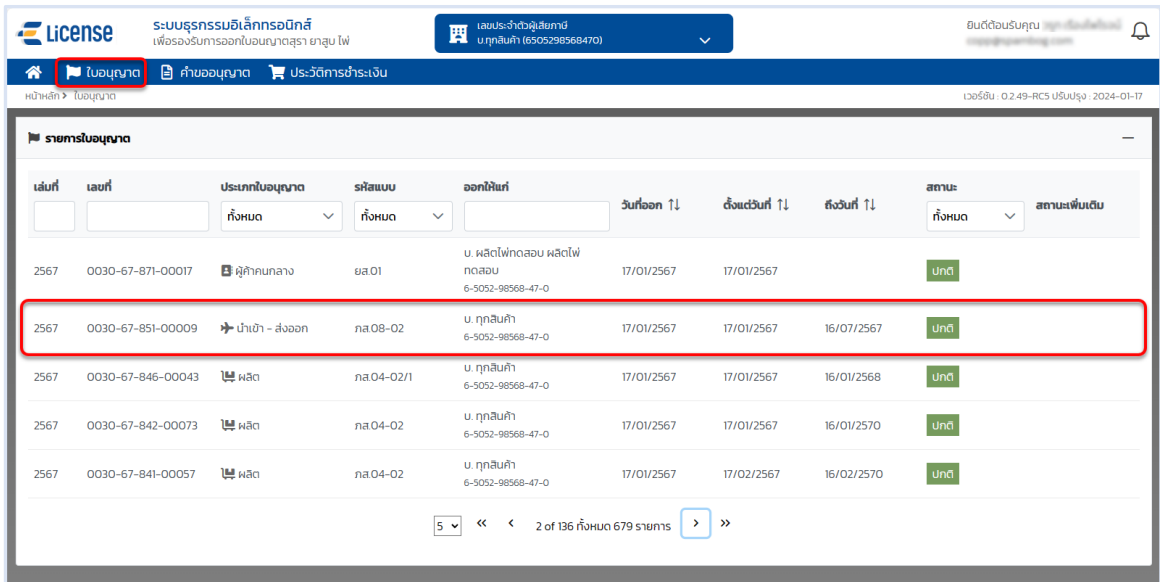 License
ระบบธุรกรรมอิเล็กทรอนิกส์
เพื่อรองรับการออกใบอนุญาตสุรา ยาสูบ ไพ่
เลขประจำตัวผู้เสียภาษี
บ.ทุกสินค้า (6505298568470)
ยินดีต้อนรับคุณ
ใบอนุญาต คำขออนุญาต ประวัติการชำระเงิน
หน้าหลัก > ใบอนุญาต
เวอร์ชัน : 0.2.49-RC5 ปรับปรุง : 2024-01-17
รายการใบอนุญาต
เล่มที่ เลขที่ ประเภทใบอนุญาต รหัสแบบ ออกให้แก่ วันที่ออก ตั้งแต่วันที่ ถึงวันที่ สถานะ สถานะเพิ่มเติม
ทั้งหมด ทั้งหมด ทั้งหมด
2567 0030-67-871-00017 ผู้ค้าคนกลาง ยส.01 บ. ผลิตไพ่ทดสอบ ผลิตไพ่ 17/01/2567 17/01/2567 ปกติ
ทดสอบ
6-5052-98568-47-0
2567 0030-67-851-00009 นำเข้า - ส่งออก ภส.08-02 บ. ทุกสินค้า 17/01/2567 17/01/2567 16/07/2567 ปกติ
6-5052-98568-47-0
2567 0030-67-846-00043 ผลิต ภส.04-02/1 บ. ทุกสินค้า 17/01/2567 17/01/2567 16/01/2568 ปกติ
6-5052-98568-47-0
2567 0030-67-842-00073 ผลิต ภส.04-02 บ. ทุกสินค้า 17/01/2567 17/01/2567 16/01/2570 ปกติ
6-5052-98568-47-0
2567 0030-67-841-00057 ผลิต ภส.04-02 บ. ทุกสินค้า 17/01/2567 17/02/2567 16/02/2570 ปกติ
6-5052-98568-47-0
5 « ‹ 2 of 136 ทั้งหมด 679 รายการ › »